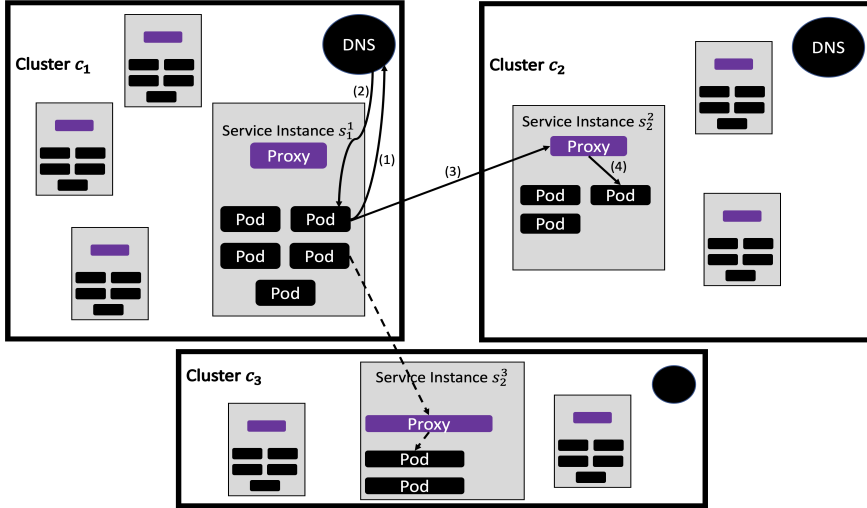 Cluster c₁
DNS
(2)
Service Instance s₁¹
Proxy
(1)
Pod
Pod
Pod
Pod
Pod
(3)
Cluster c₂
DNS
Service Instance s₂²
Proxy
(4)
Pod
Pod
Pod
Cluster c₃
Service Instance s₂³
Proxy
Pod
Pod